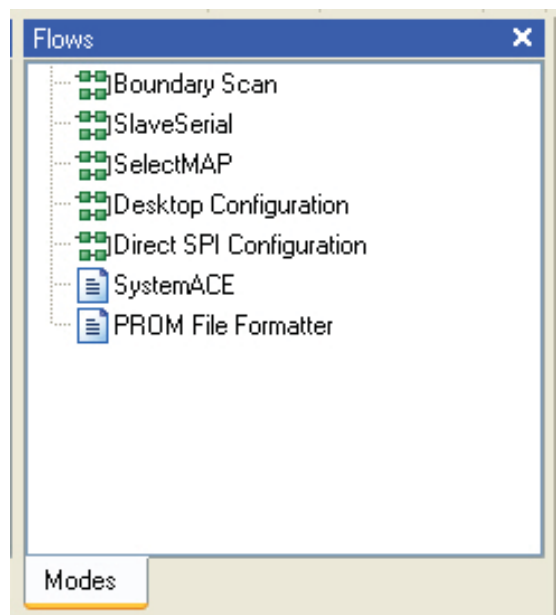 Flows
Boundary Scan
SlaveSerial
SelectMAP
Desktop Configuration
Direct SPI Configuration
SystemACE
PROM File Formatter
Modes